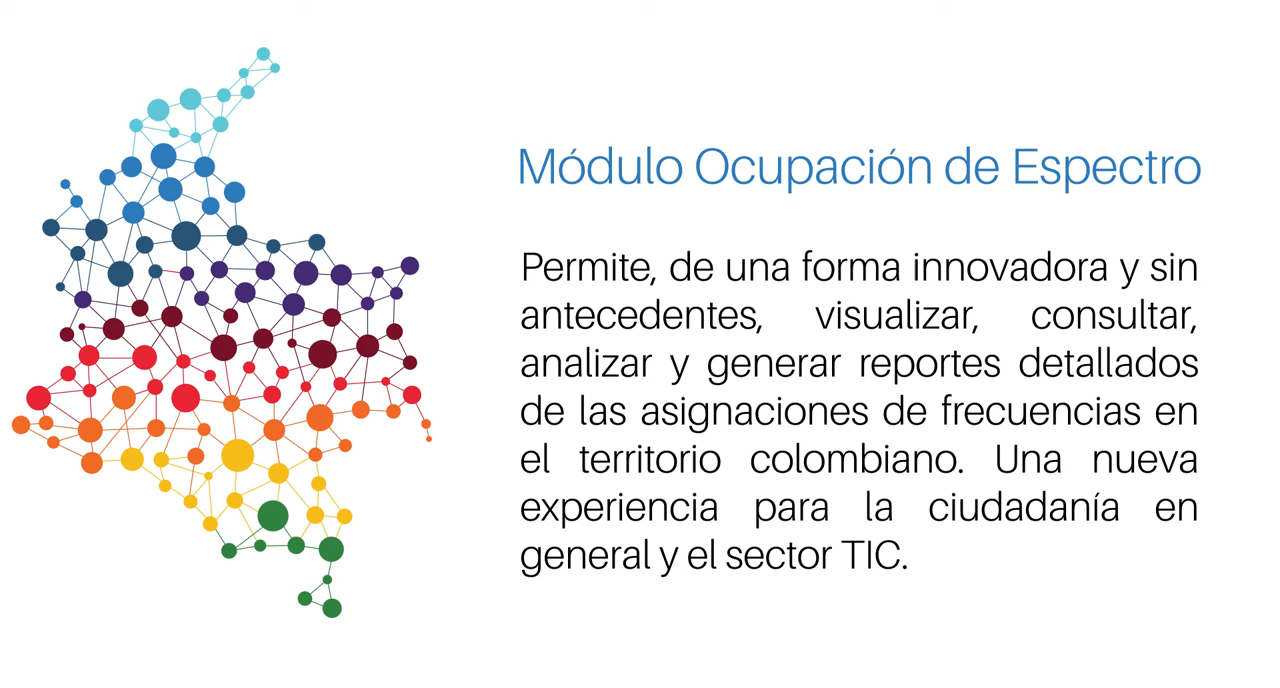 Módulo Ocupación de Espectro
Permite, de una forma innovadora y sin
antecedentes, visualizar, consultar,
analizar y generar reportes detallados
de las asignaciones de frecuencias en
el territorio colombiano. Una nueva
experiencia para la ciudadanía en
general y el sector TIC.